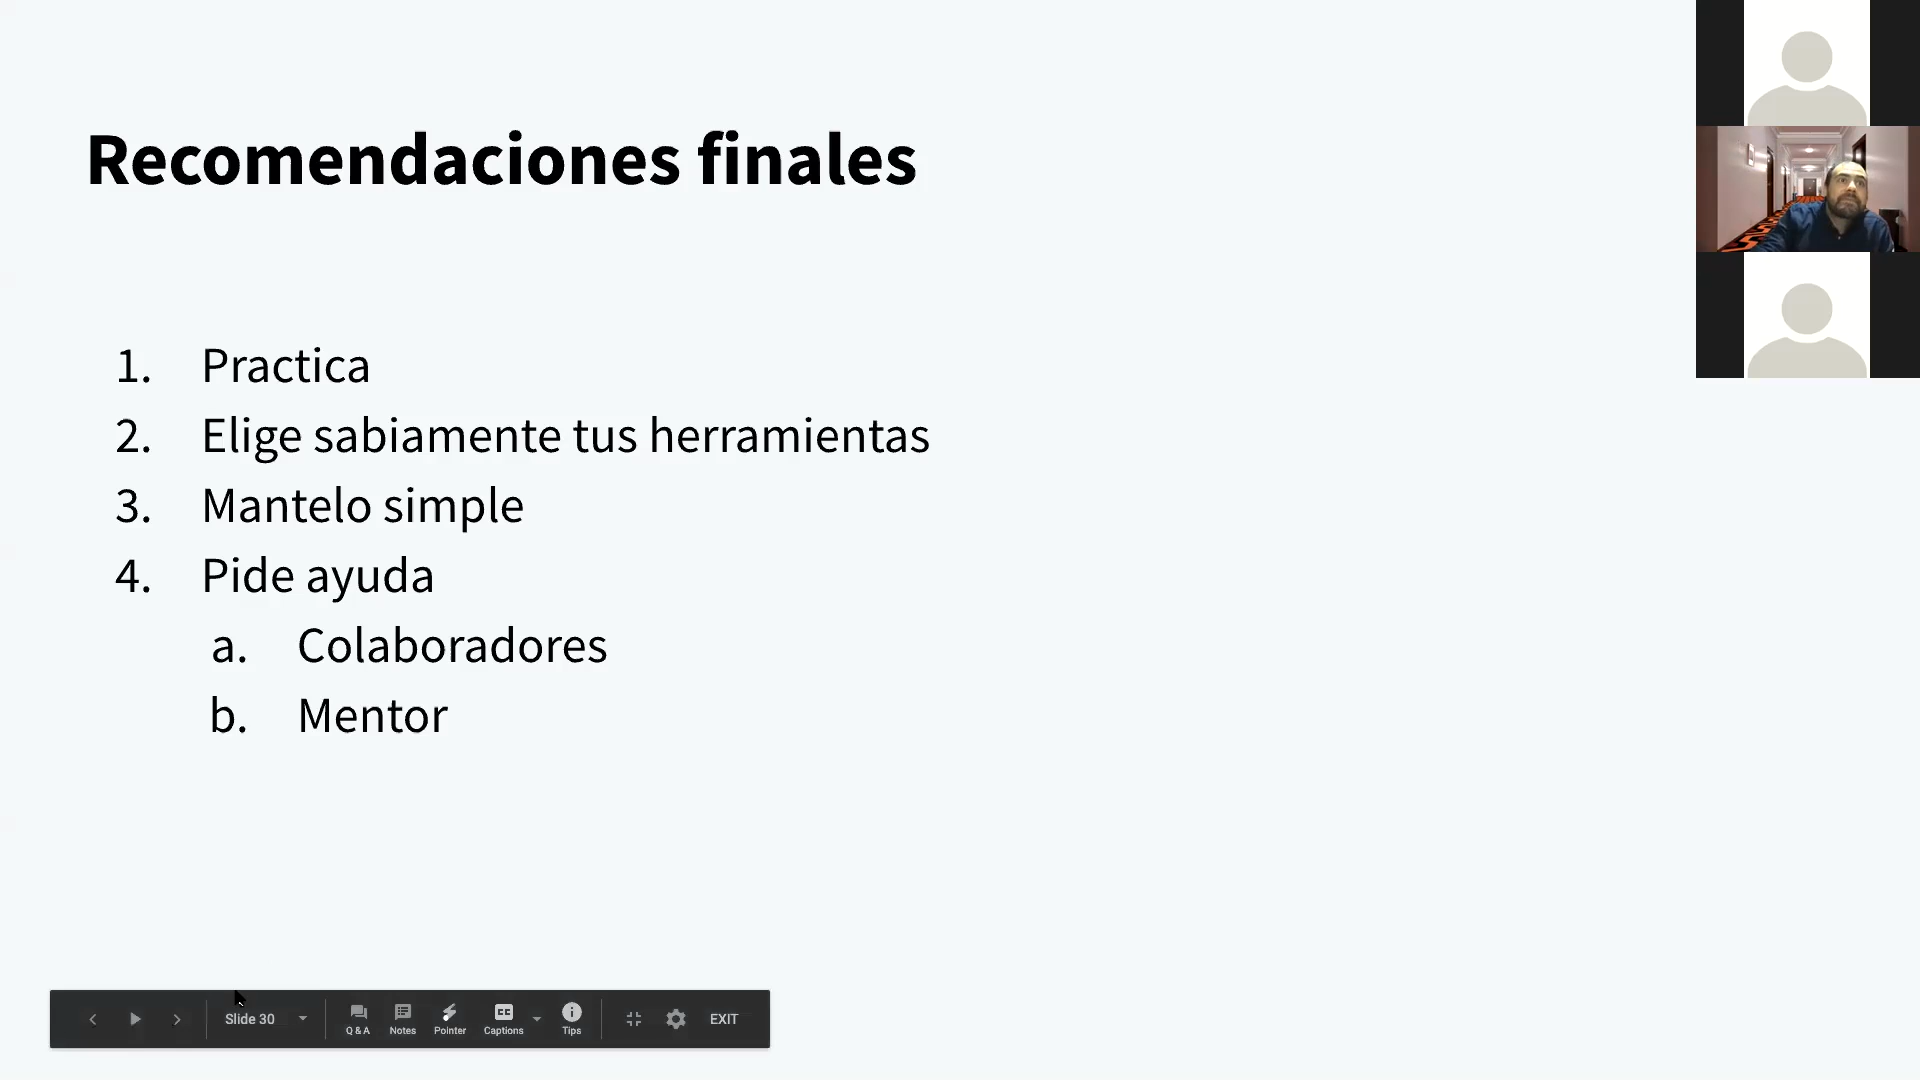 Recomendaciones finales
1. Practica
2. Elige sabiamente tus herramientas
3. Mantelo simple
4. Pide ayuda
a. Colaboradores
b. Mentor
Slide 30
Q & A
Notes
Pointer
CC
Captions
Tips
EXIT